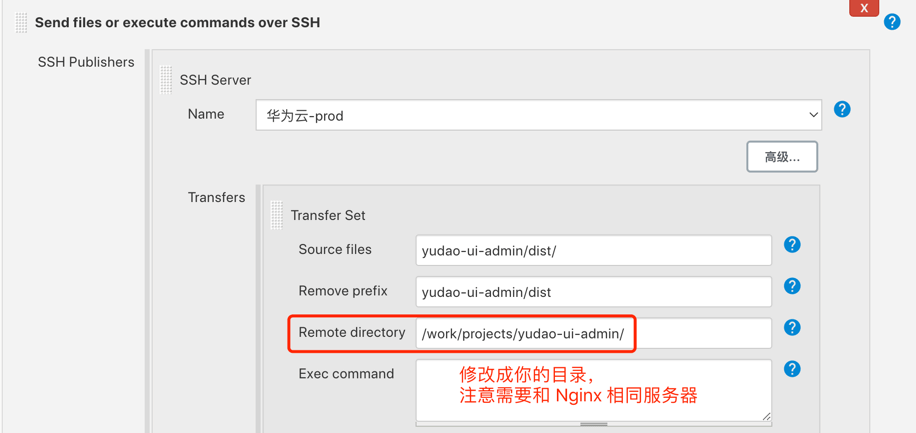 Send files or execute commands over SSH
X
?
SSH Publishers
SSH Server
Name
华为云-prod
?
高级...
Transfers
Transfer Set
Source files
yudao-ui-admin/dist/
?
Remove prefix
yudao-ui-admin/dist
?
Remote directory
/work/projects/yudao-ui-admin/
?
Exec command
修改成你的目录，
注意需要和 Nginx 相同服务器
?